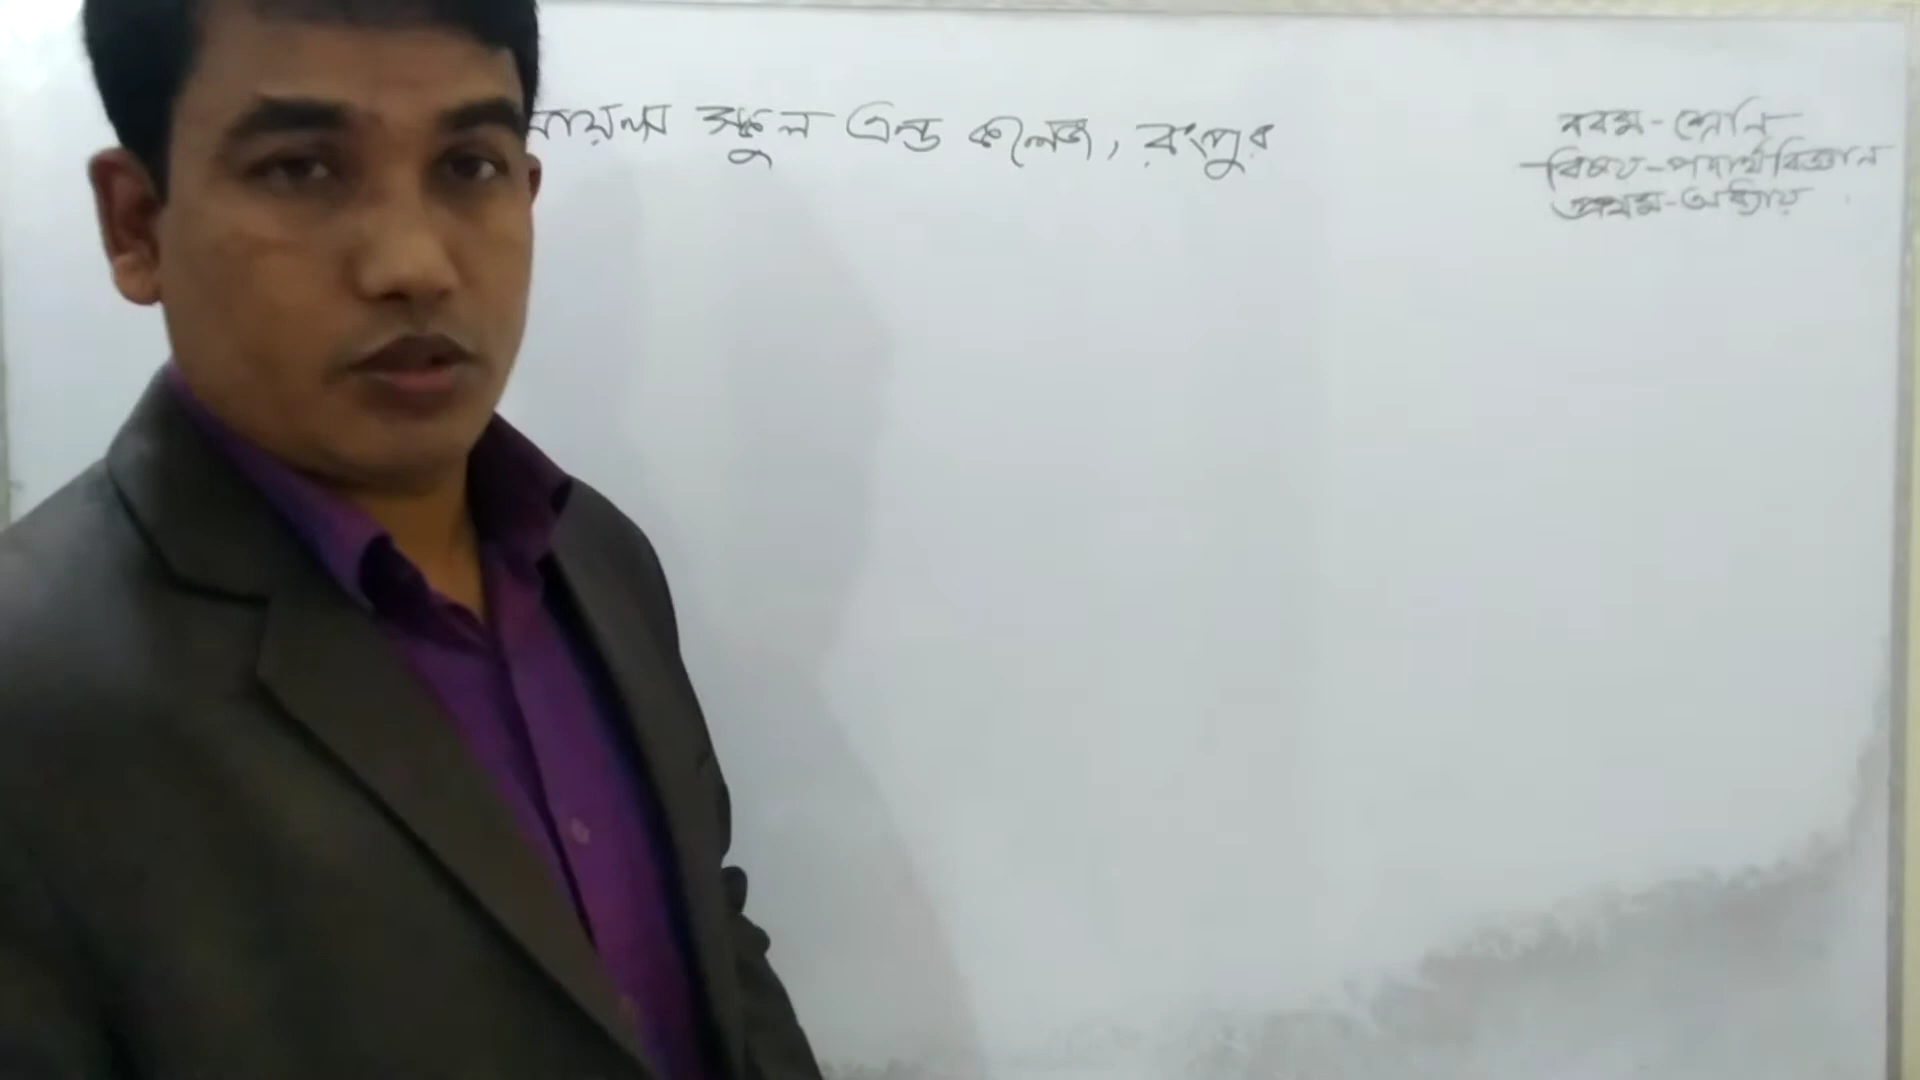 স্কুল এন্ড কলেজ, রংপুর
নবম-শ্রেনি
বিষয়-পদার্থবিজ্ঞান
প্রথম-অধ্যায়